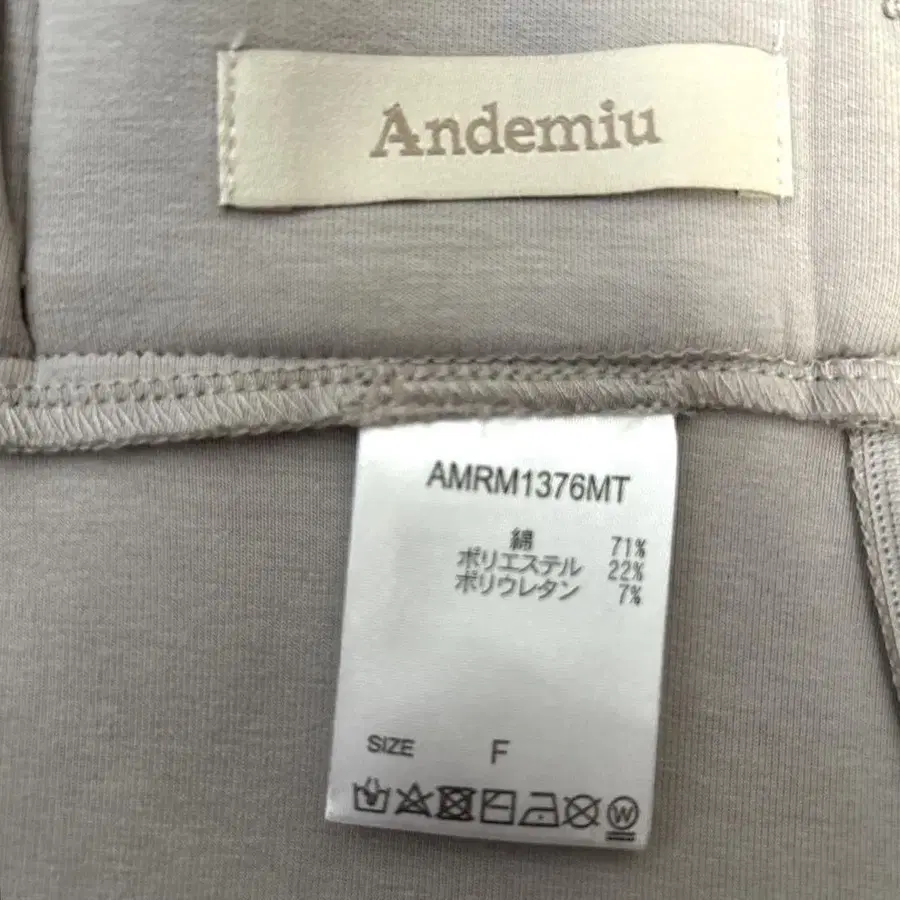 Andemiu
AMRM1376MT
綿 71%
ポリエステル 22%
ポリウレタン 7%
SIZE F
W